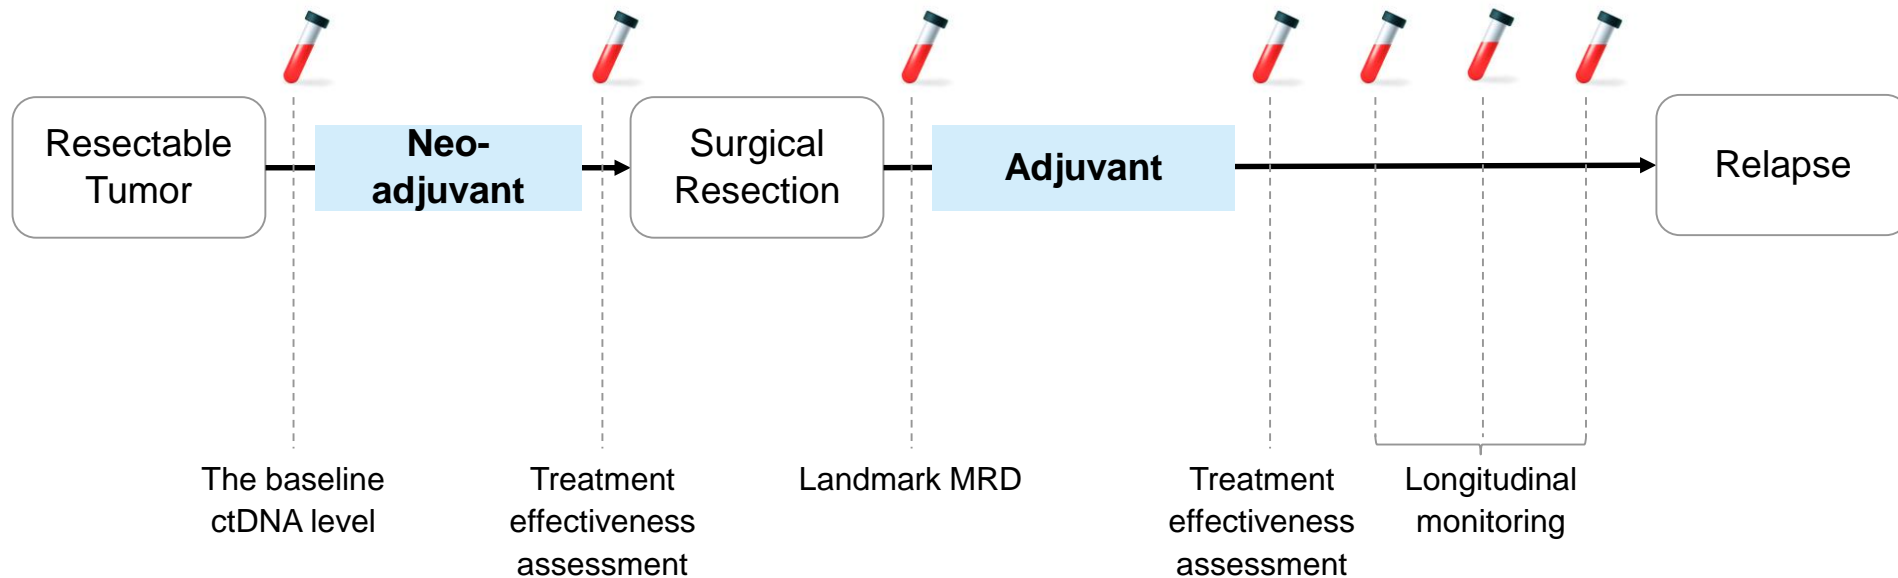 Resectable
Tumor
Neo-
adjuvant
Surgical
Resection
Adjuvant
Relapse
The baseline
ctDNA level
Treatment
effectiveness
assessment
Landmark MRD
Treatment
effectiveness
assessment
Longitudinal
monitoring